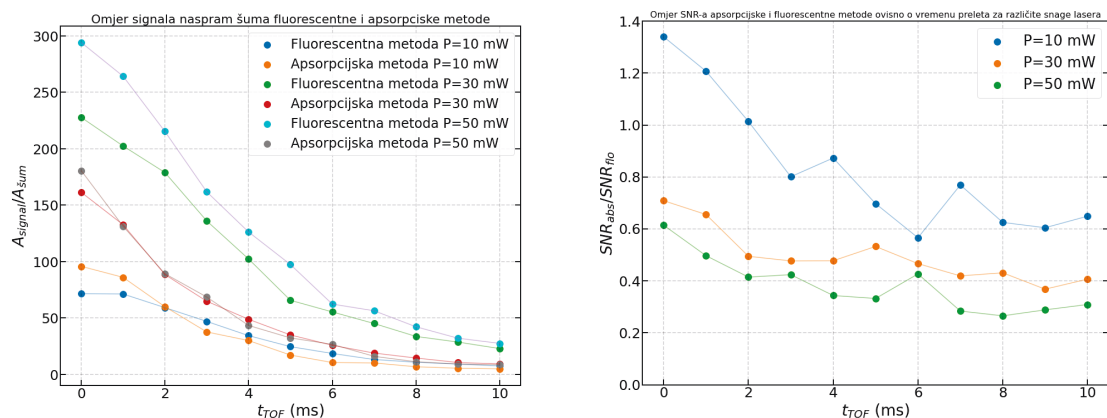 Omjer signala naspram šuma fluorescentne i apsorpciske metode
300
250
200
150
100
50
0
A_signal/A_šum
Fluorescentna metoda P=10 mW
Apsorpcijska metoda P=10 mW
Fluorescentna metoda P=30 mW
Apsorpcijska metoda P=30 mW
Fluorescentna metoda P=50 mW
Apsorpcijska metoda P=50 mW
0 2 4 6 8 10
t_TOF (ms)
Omjer SNR-a apsorpcijske i fluorescentne metode ovisno o vremenu preleta za različite snage lasera
1.4
1.2
1.0
0.8
0.6
0.4
0.2
0.0
SNR_abs/SNR_flo
P=10 mW
P=30 mW
P=50 mW
0 2 4 6 8 10
t_TOF (ms)